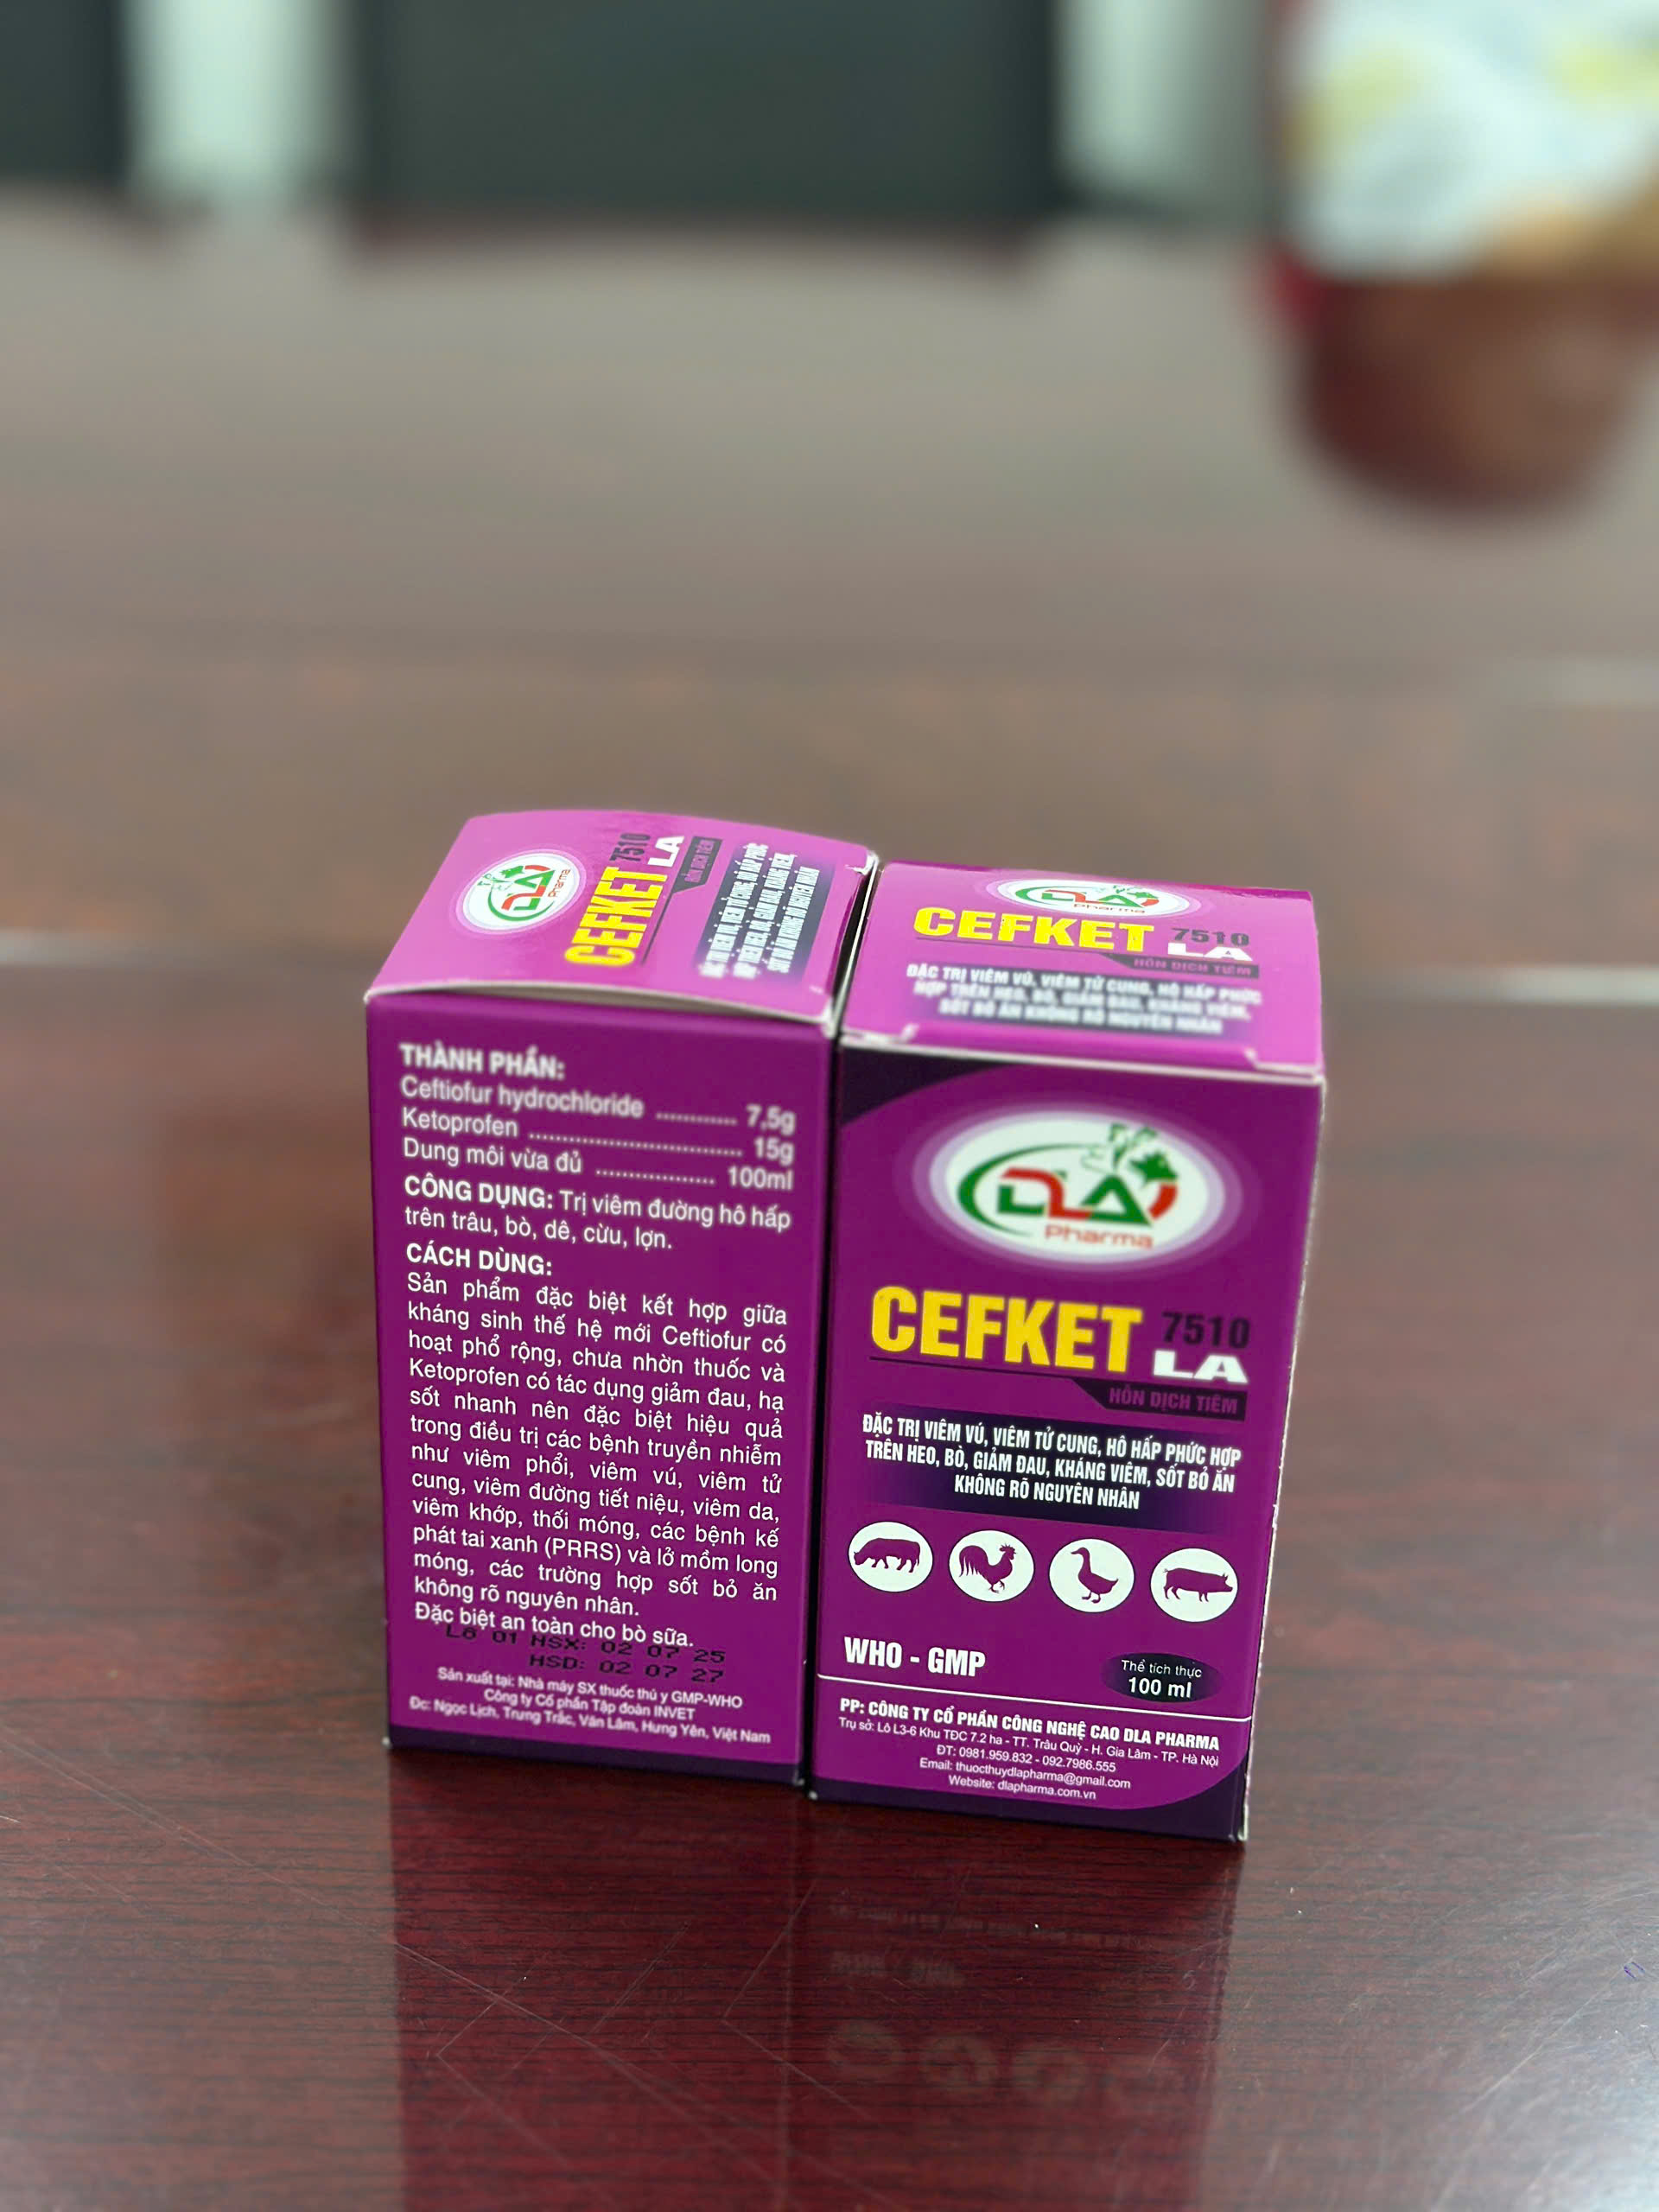 DLA
Pharma
CEFKET 7510
LA
HỖN DỊCH TIÊM
THÀNH PHẦN:
Ceftiofur hydrochloride ............ 7,5g
Ketoprofen ................................ 15g
Dung môi vừa đủ .................. 100ml
CÔNG DỤNG: Trị viêm đường hô hấp
trên trâu, bò, dê, cừu, lợn.
CÁCH DÙNG:
Sản phẩm đặc biệt kết hợp giữa
kháng sinh thế hệ mới Ceftiofur có
hoạt phổ rộng, chưa nhờn thuốc và
Ketoprofen có tác dụng giảm đau, hạ
sốt nhanh nên đặc biệt hiệu quả
trong điều trị các bệnh truyền nhiễm
như viêm phổi, viêm vú, viêm tử
cung, viêm đường tiết niệu, viêm da,
viêm khớp, thối móng, các bệnh kế
phát tai xanh (PRRS) và lở mồm long
móng, các trường hợp sốt bỏ ăn
không rõ nguyên nhân.
Đặc biệt an toàn cho bò sữa.
Lô 01 HSX: 02 07 25
HSD: 02 07 27
Sản xuất tại: Nhà máy SX thuốc thú y GMP-WHO
Công ty Cổ phần Tập đoàn INVET
Đc: Ngọc Lịch, Trưng Trắc, Văn Lâm, Hưng Yên, Việt Nam
DLA
Pharma
CEFKET 7510
LA
HỖN DỊCH TIÊM
ĐẶC TRỊ VIÊM VÚ, VIÊM TỬ CUNG, HÔ HẤP PHỨC
HỢP TRÊN HEO, BÒ, GIẢM ĐAU, KHÁNG VIÊM,
SỐT BỎ ĂN KHÔNG RÕ NGUYÊN NHÂN
DLA
Pharma
CEFKET 7510
LA
HỖN DỊCH TIÊM
ĐẶC TRỊ VIÊM VÚ, VIÊM TỬ CUNG, HÔ HẤP PHỨC HỢP
TRÊN HEO, BÒ, GIẢM ĐAU, KHÁNG VIÊM, SỐT BỎ ĂN
KHÔNG RÕ NGUYÊN NHÂN
WHO - GMP
Thể tích thực
100 ml
PP: CÔNG TY CỔ PHẦN CÔNG NGHỆ CAO DLA PHARMA
Trụ sở: Lô L3-6 Khu TĐC 7.2 ha - TT. Trâu Quỳ - H. Gia Lâm - TP. Hà Nội
ĐT: 0981.959.832 - 092.7986.555
Email: thuocthuydlapharma@gmail.com
Website: dlapharma.com.vn